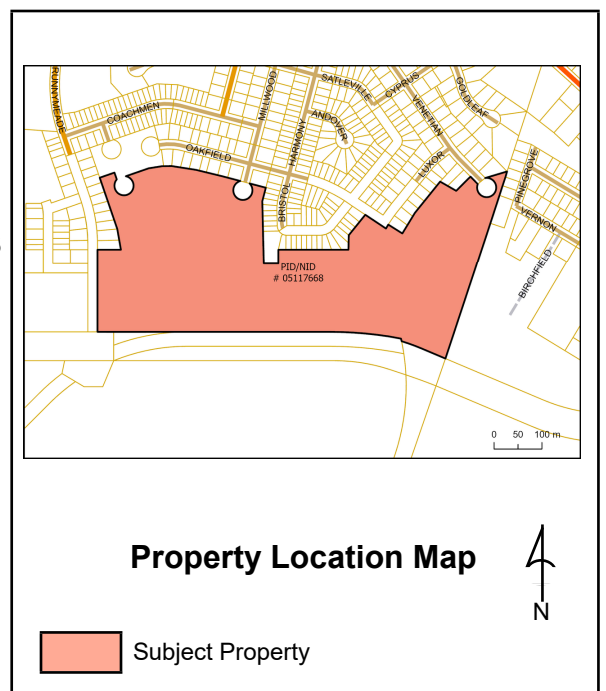 RUNNYMEADE
COACHMEN
MILLWOOD
SATLEVILLE
CYPRUS
GOLDLEAF
ANDOVER
VENETIAN
HARMONY
OAKFIELD
LUXOR
BRISTOL
PINEGROVE
VERNON
BIRCHFIELD
PID/NID
# 05117668
0 50 100 m
Property Location Map
N
Subject Property